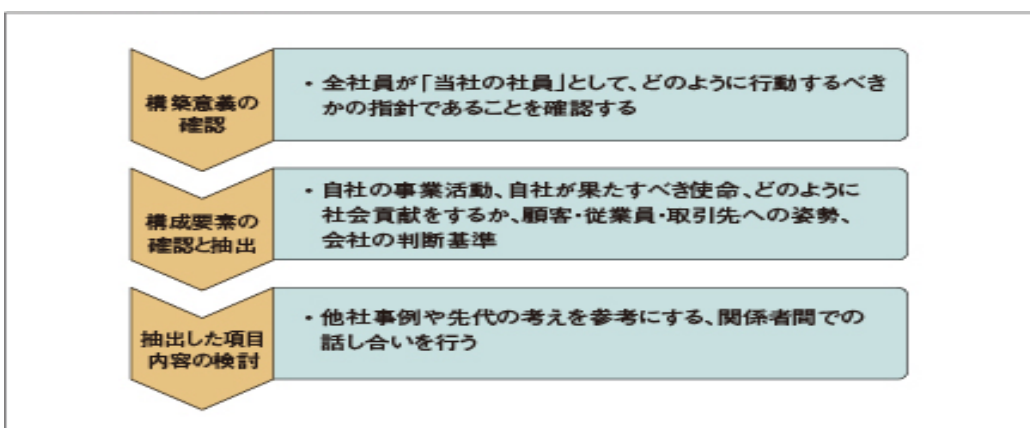 構築意義の
確認
・全社員が「当社の社員」として、どのように行動するべき
かの指針であることを確認する
構成要素の
確認と抽出
・自社の事業活動、自社が果たすべき使命、どのように
社会貢献をするか、顧客・従業員・取引先への姿勢、
会社の判断基準
抽出した項目
内容の検討
・他社事例や先代の考えを参考にする、関係者間での
話し合いを行う